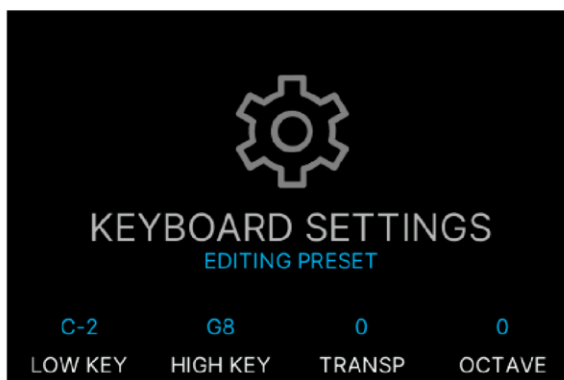 KEYBOARD SETTINGS
EDITING PRESET
C-2 G8 0 0
LOW KEY HIGH KEY TRANSP OCTAVE